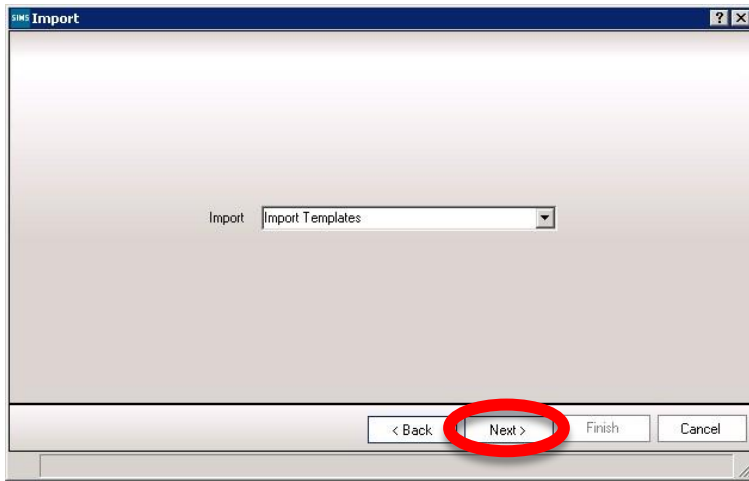 SIMS Import ? X
Import Import Templates
< Back Next > Finish Cancel